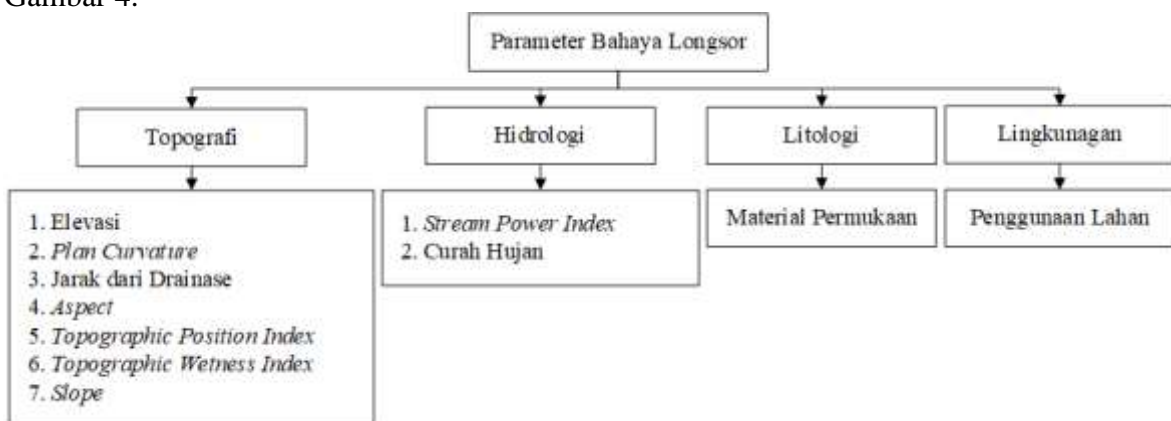 Gambar 4.
Parameter Bahaya Longsor
Topografi
Hidrologi
Litologi
Lingkunagan
1. Elevasi
2. Plan Curvature
3. Jarak dari Drainase
4. Aspect
5. Topographic Position Index
6. Topographic Wetness Index
7. Slope
1. Stream Power Index
2. Curah Hujan
Material Permukaan
Penggunaan Lahan